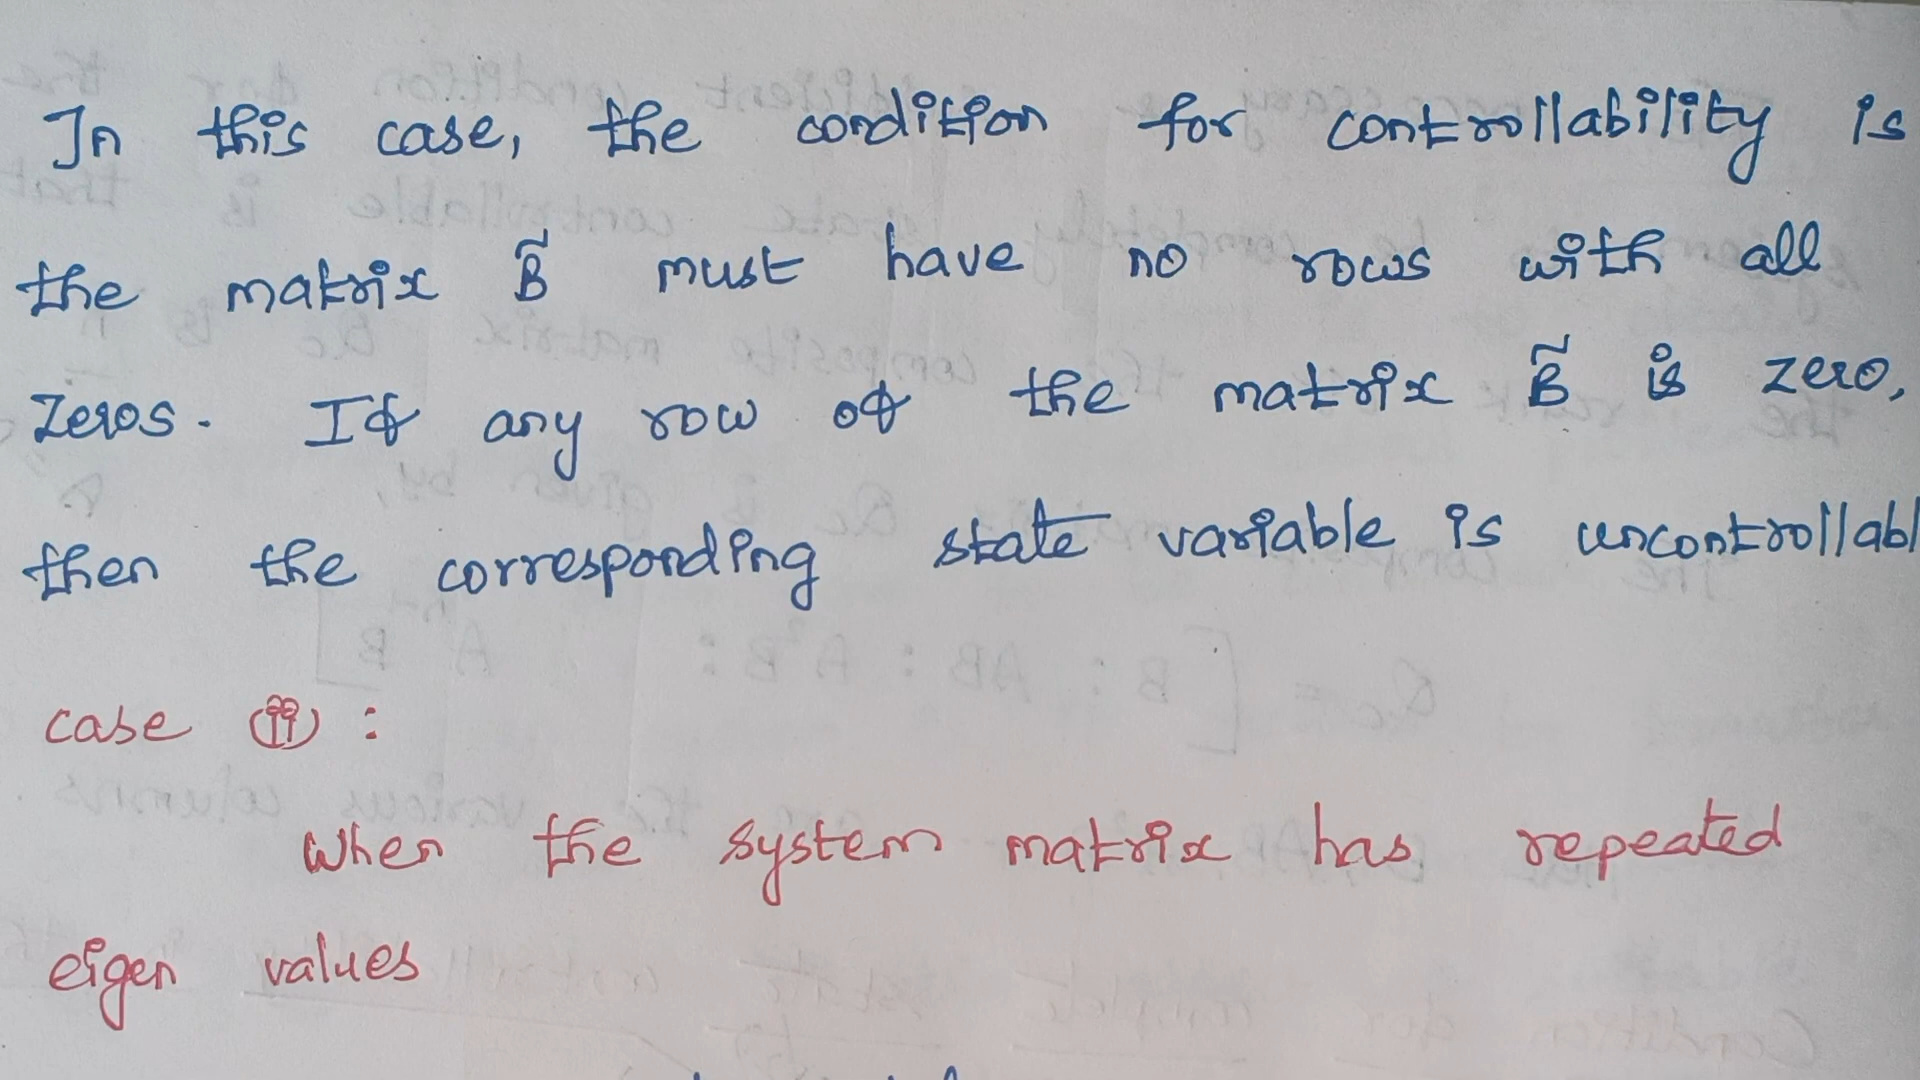 In this case, the condition for controllability is
the matrix B̃ must have no rows with all
zeros. If any row of the matrix B̃ is zero,
then the corresponding state variable is uncontrollabl
case (ii) :
When the system matrix has repeated
eigen values